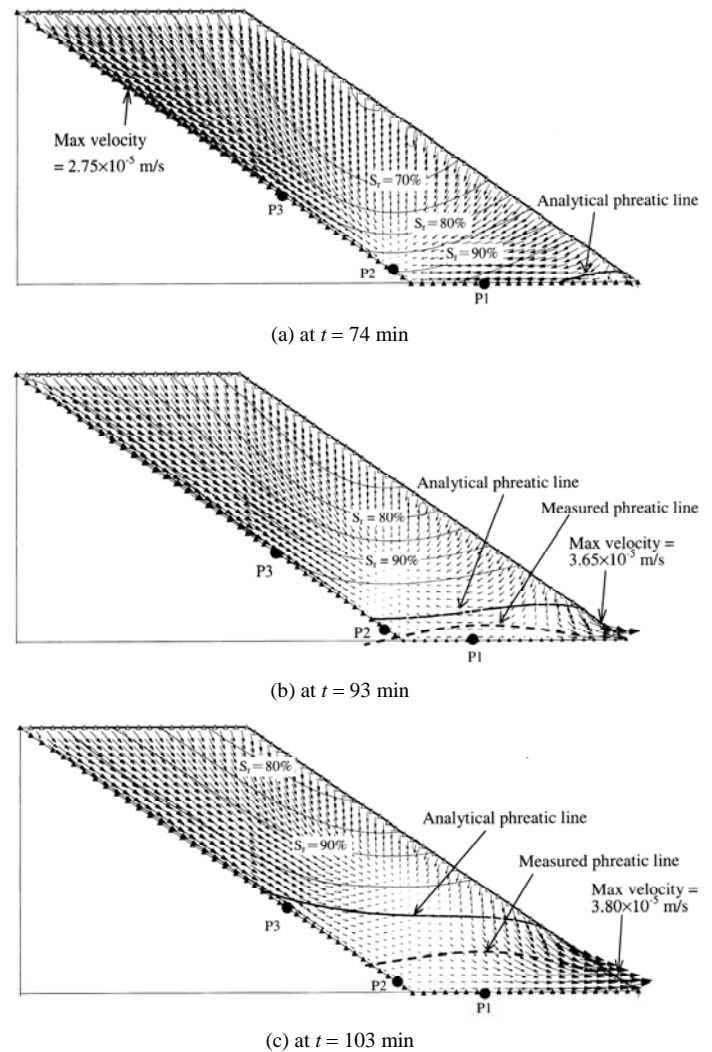 Max velocity
= 2.75×10⁻⁵ m/s
Sᵣ=70%
P3
Analytical phreatic line
Sᵣ=80%
Sᵣ=90%
P2
P1
(a) at t = 74 min
Analytical phreatic line
Measured phreatic line
Sᵣ=80%
Max velocity =
3.65×10⁻⁵ m/s
Sᵣ=90%
P3
P2
P1
(b) at t = 93 min
Sᵣ=80%
Analytical phreatic line
Sᵣ=90%
Measured phreatic line
Max velocity =
3.80×10⁻⁵ m/s
P3
P2
P1
(c) at t = 103 min